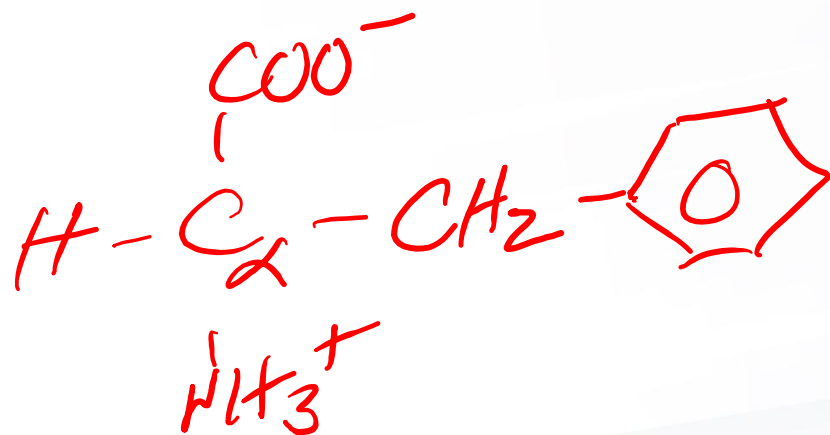 COO⁻
H - Cα - CH₂ -
NH₃⁺